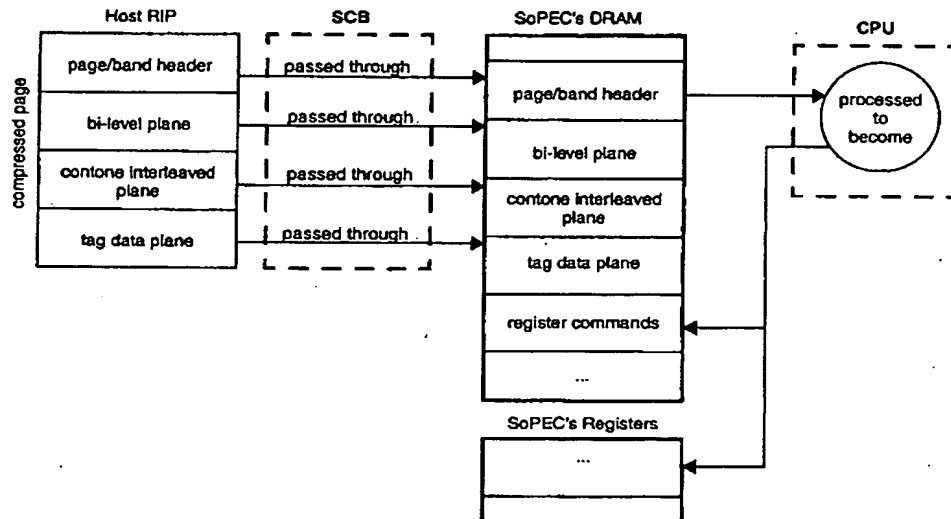 Host RIP
SCB
SoPEC's DRAM
CPU
compressed page
page/band header
passed through
page/band header
processed
to
become
bi-level plane
passed through
bi-level plane
contone interleaved
plane
passed through
contone interleaved
plane
tag data plane
passed through
tag data plane
register commands
...
SoPEC's Registers
...